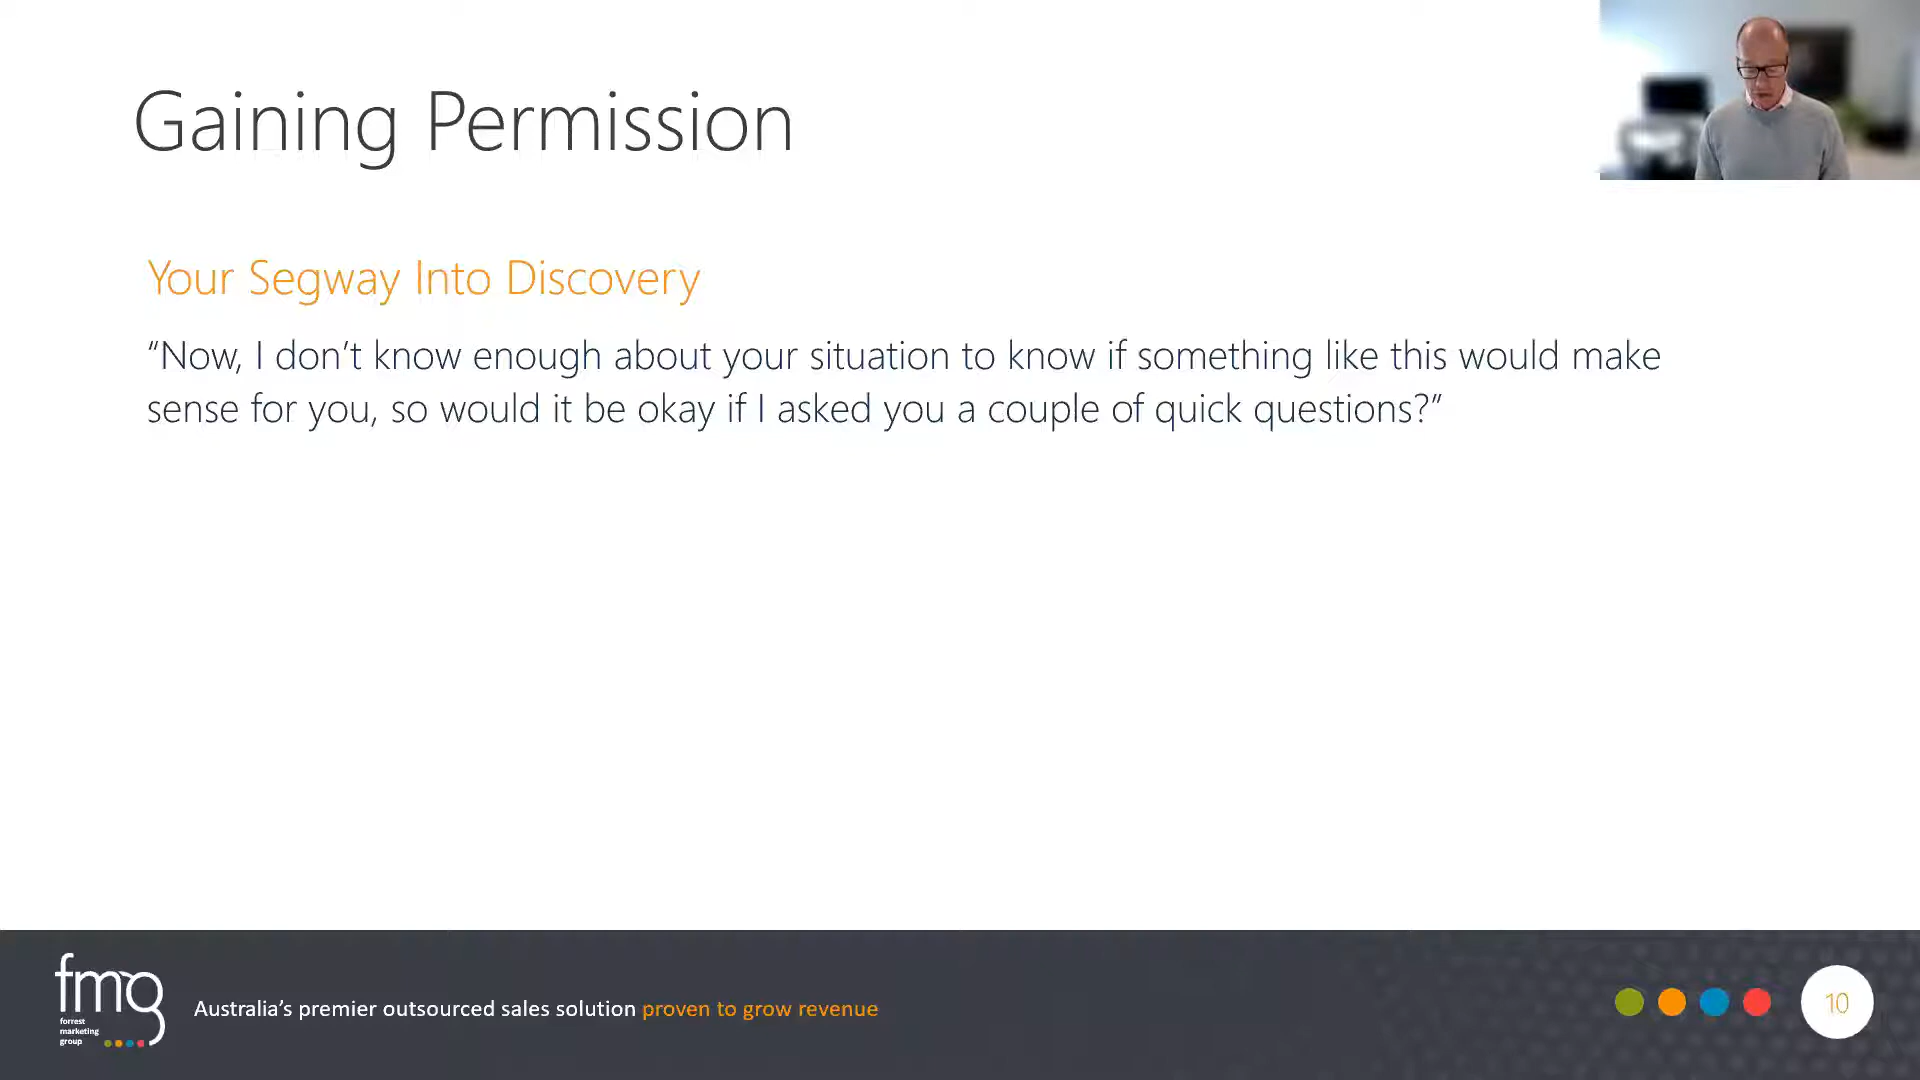 Gaining Permission
Your Segway Into Discovery
“Now, I don’t know enough about your situation to know if something like this would make
sense for you, so would it be okay if I asked you a couple of quick questions?”
fmg
forrest
marketing
group
Australia’s premier outsourced sales solution proven to grow revenue
10